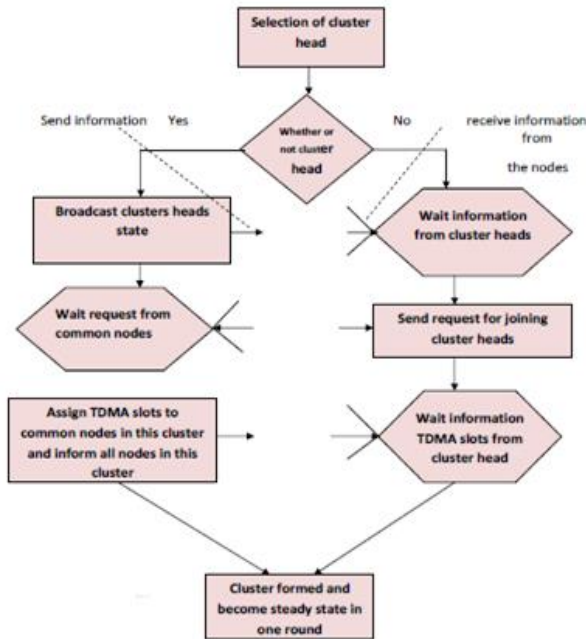 Selection of cluster
head
Send information
Yes
No
receive information
from
the nodes
Whether or
not cluster
head
Broadcast clusters heads
state
Wait information
from cluster heads
Wait request from
common nodes
Send request for joining
cluster heads
Assign TDMA slots to
common nodes in this cluster
and inform all nodes in this
cluster
Wait information
TDMA slots from
cluster head
Cluster formed and
become steady state in
one round